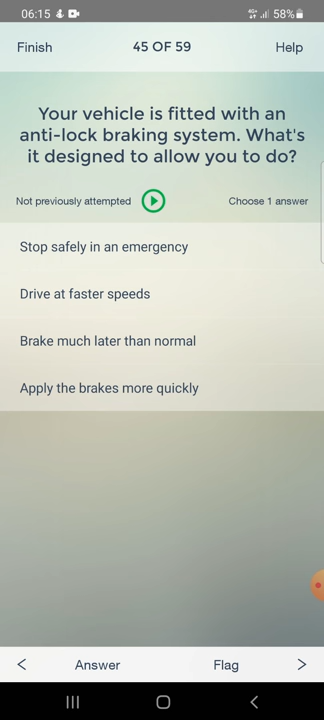 06:15 58%
Finish 45 OF 59 Help
Your vehicle is fitted with an
anti-lock braking system. What's
it designed to allow you to do?
Not previously attempted Choose 1 answer
Stop safely in an emergency
Drive at faster speeds
Brake much later than normal
Apply the brakes more quickly
< Answer Flag >